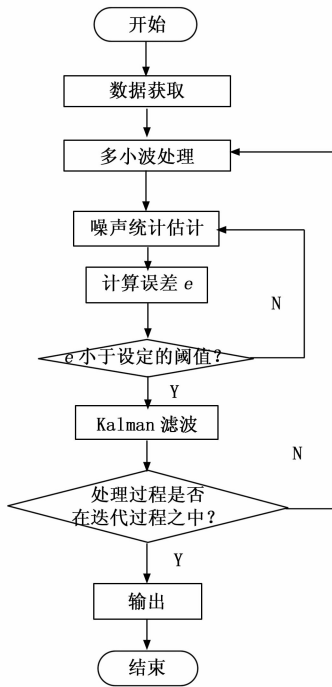 开始
数据获取
多小波处理
噪声统计估计
计算误差 e
N
e 小于设定的阈值?
Y
Kalman 滤波
N
处理过程是否
在迭代过程之中?
Y
输出
结束